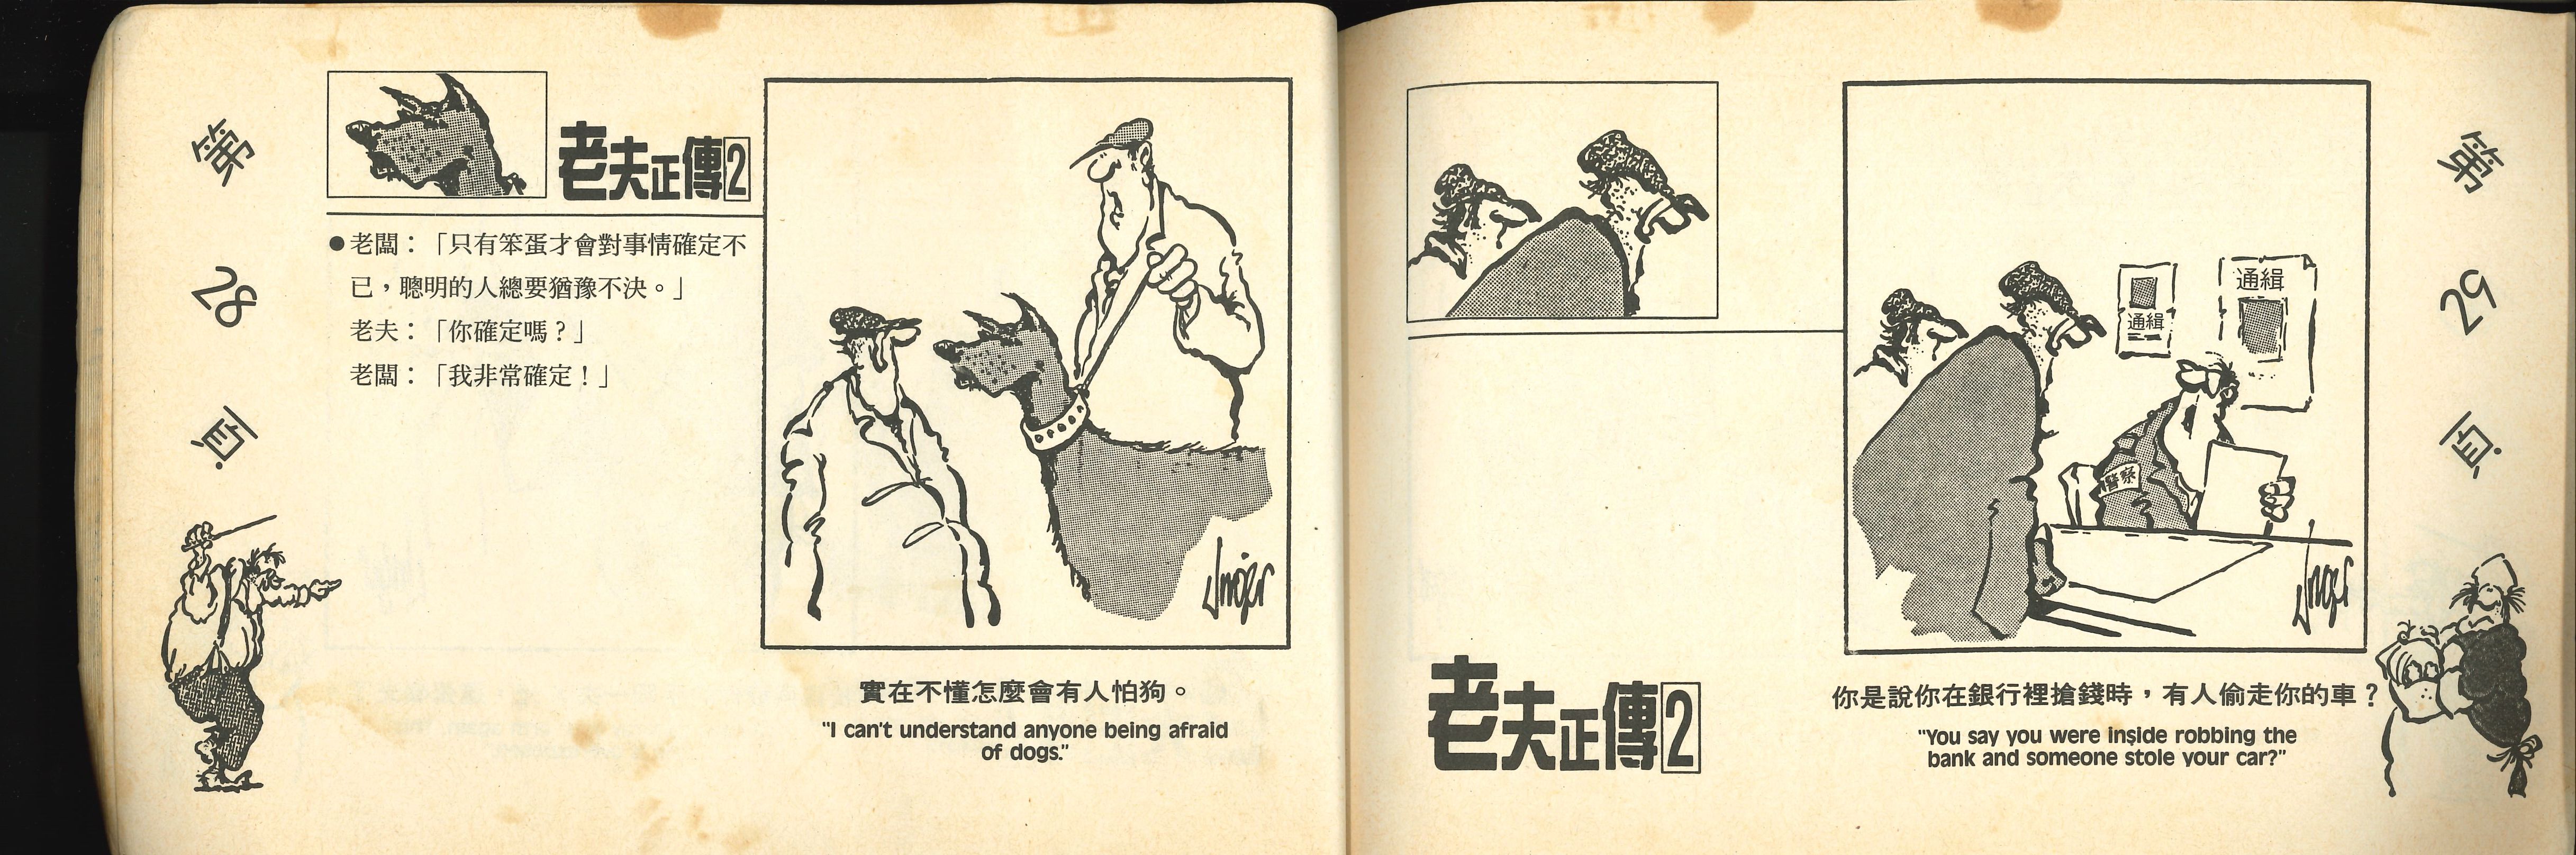 第
28
頁
老夫正傳2
●老闆：「只有笨蛋才會對事情確定不
已，聰明的人總要猶豫不決。」
老夫：「你確定嗎？」
老闆：「我非常確定！」
實在不懂怎麼會有人怕狗。
"I can't understand anyone being afraid
of dogs."
老夫正傳2
通緝
通緝
警察
你是說你在銀行裡搶錢時，有人偷走你的車？
"You say you were inside robbing the
bank and someone stole your car?"
第
29
頁